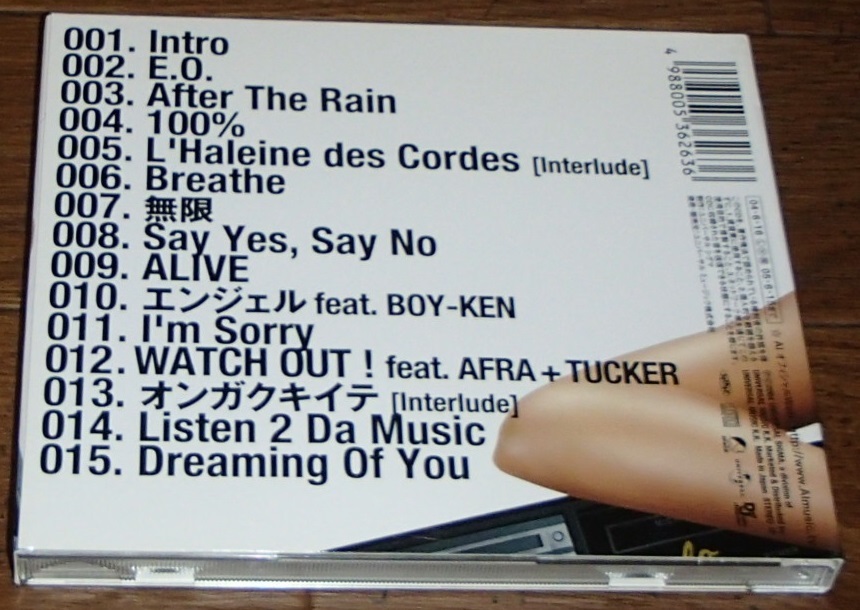 001. Intro
002. E.O.
003. After The Rain
004. 100%
005. L'Haleine des Cordes [Interlude]
006. Breathe
007. 無限
008. Say Yes, Say No
009. ALIVE
010. エンジェル feat. BOY-KEN
011. I'm Sorry
012. WATCH OUT ! feat. AFRA + TUCKER
013. オンガクキイテ [Interlude]
014. Listen 2 Da Music
015. Dreaming Of You
4 988005 362636